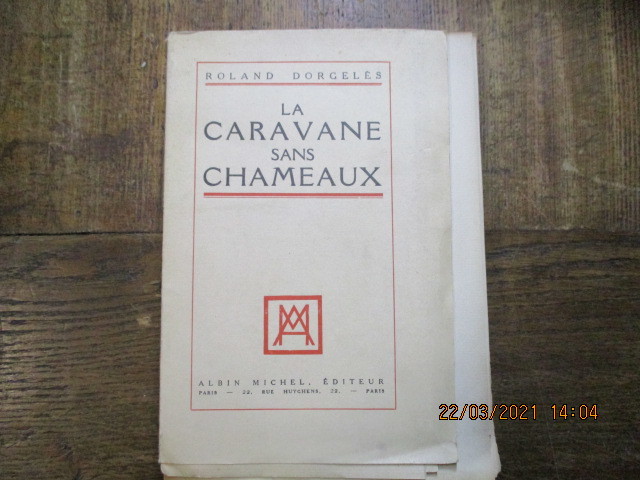 ROLAND DORGELÈS
LA
CARAVANE
SANS
CHAMEAUX
AM
ALBIN MICHEL, ÉDITEUR
PARIS — 22, RUE HUYGHENS, 22. — PARIS
22/03/2021 14:04